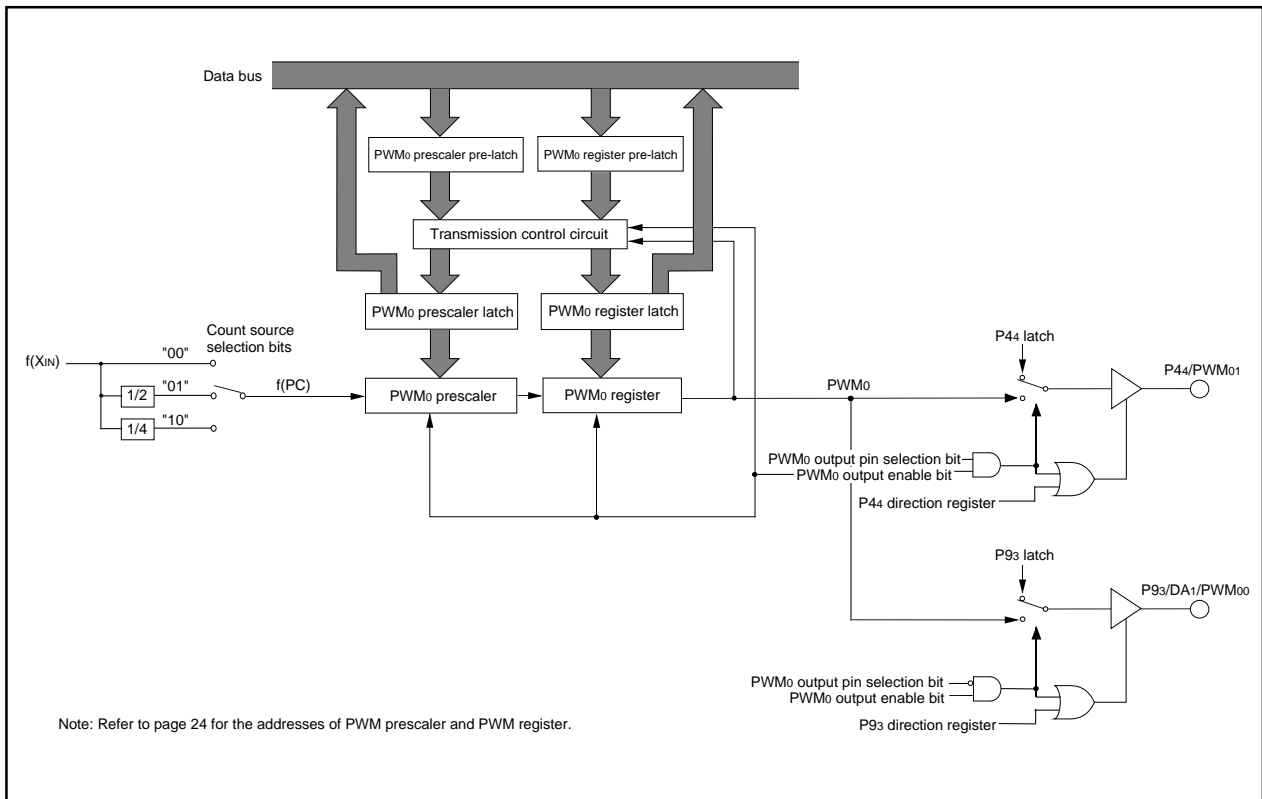 Data bus
PWM0 prescaler pre-latch
PWM0 register pre-latch
Transmission control circuit
PWM0 prescaler latch
PWM0 register latch
Count source
selection bits
f(XIN)
"00"
1/2
"01"
1/4
"10"
f(PC)
PWM0 prescaler
PWM0 register
PWM0
P44 latch
P44/PWM01
PWM0 output pin selection bit
PWM0 output enable bit
P44 direction register
P93 latch
P93/DA1/PWM00
PWM0 output pin selection bit
PWM0 output enable bit
P93 direction register
Note: Refer to page 24 for the addresses of PWM prescaler and PWM register.